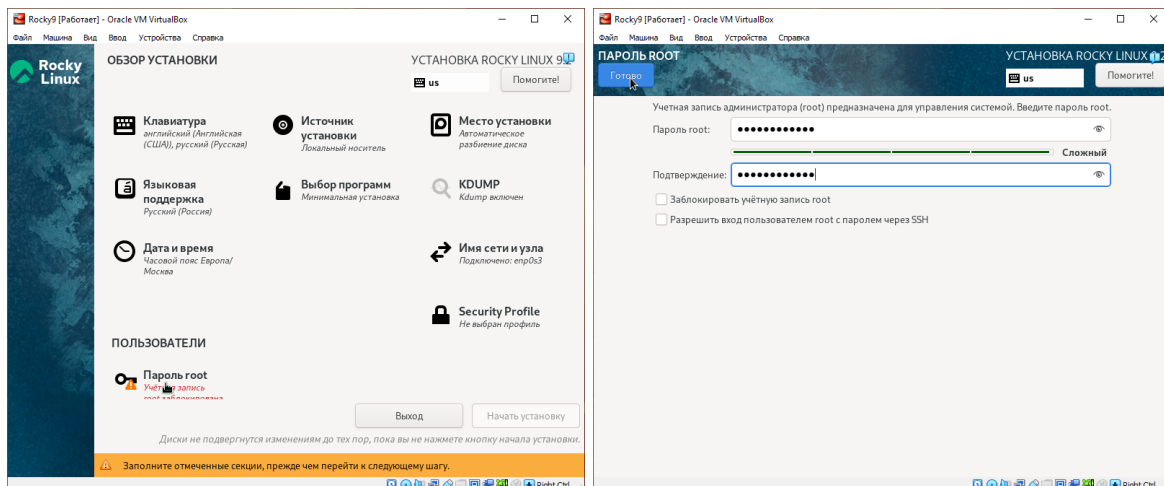 Rocky9 [Работает] - Oracle VM VirtualBox
Файл Машина Вид Ввод Устройства Справка
Rocky
Linux
ОБЗОР УСТАНОВКИ
УСТАНОВКА ROCKY LINUX 9
us
Помогите!
Клавиатура
английский (Английская
(США)), русский (Русская)
Источник
установки
Локальный носитель
Место установки
Автоматическое
разбиение диска
Языковая
поддержка
Русский (Россия)
Выбор программ
Минимальная установка
KDUMP
Kdump включен
Дата и время
Часовой пояс Европа/
Москва
Имя сети и узла
Подключено: enp0s3
Security Profile
Не выбран профиль
ПОЛЬЗОВАТЕЛИ
Пароль root
Учётная запись
root заблокирована
Выход
Начать установку
Диски не подвергнутся изменениям до тех пор, пока вы не нажмете кнопку начала установки.
Заполните отмеченные секции, прежде чем перейти к следующему шагу.
Right Ctrl
Rocky9 [Работает] - Oracle VM VirtualBox
Файл Машина Вид Ввод Устройства Справка
ПАРОЛЬ ROOT
УСТАНОВКА ROCKY LINUX
Готово
us
Помогите!
Учетная запись администратора (root) предназначена для управления системой. Введите пароль root.
Пароль root: ●●●●●●●●●●●●
Сложный
Подтверждение: ●●●●●●●●●●●●
Заблокировать учётную запись root
Разрешить вход пользователем root с паролем через SSH
Right Ctrl